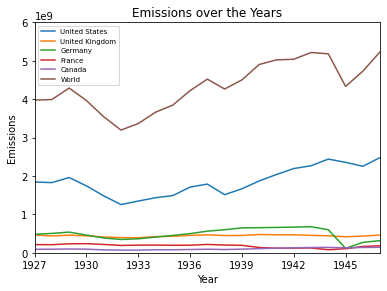 Emissions over the Years
1e9
6
5
4
3
2
1
0
Emissions
United States
United Kingdom
Germany
France
Canada
World
1927 1930 1933 1936 1939 1942 1945
Year